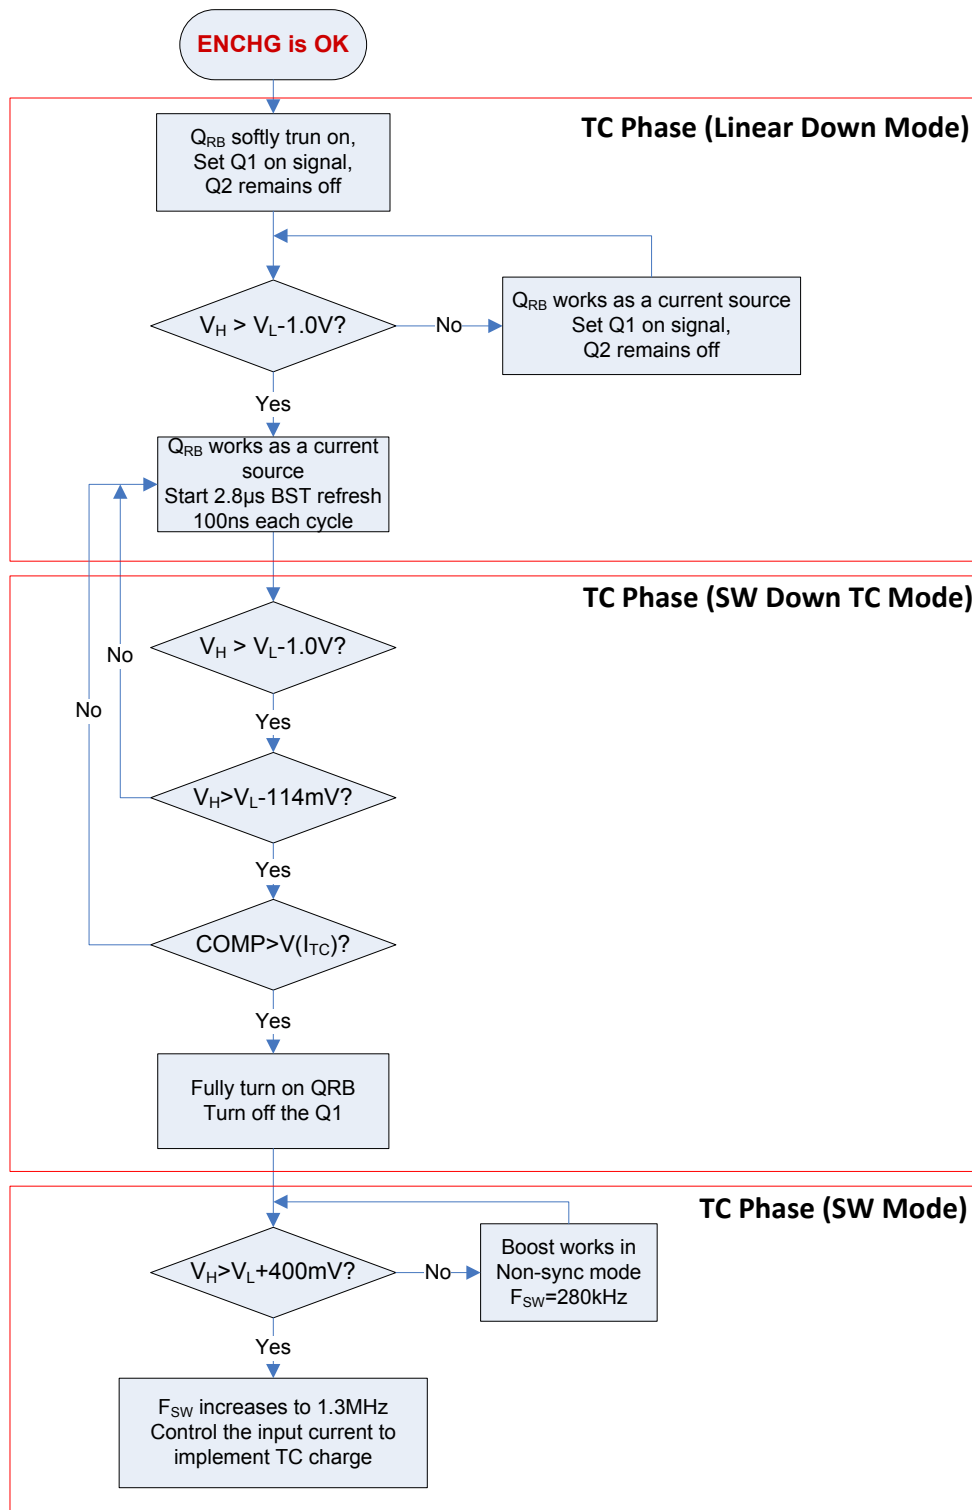 ENCHG is OK
TC Phase (Linear Down Mode)
QRB softly trun on,
Set Q1 on signal,
Q2 remains off
VH > VL-1.0V?
No
QRB works as a current source
Set Q1 on signal,
Q2 remains off
Yes
QRB works as a current
source
Start 2.8µs BST refresh
100ns each cycle
TC Phase (SW Down TC Mode)
VH > VL-1.0V?
No
No
Yes
VH>VL-114mV?
Yes
COMP>V(ITC)?
Yes
Fully turn on QRB
Turn off the Q1
TC Phase (SW Mode)
VH>VL+400mV?
No
Boost works in
Non-sync mode
FSW=280kHz
Yes
FSW increases to 1.3MHz
Control the input current to
implement TC charge